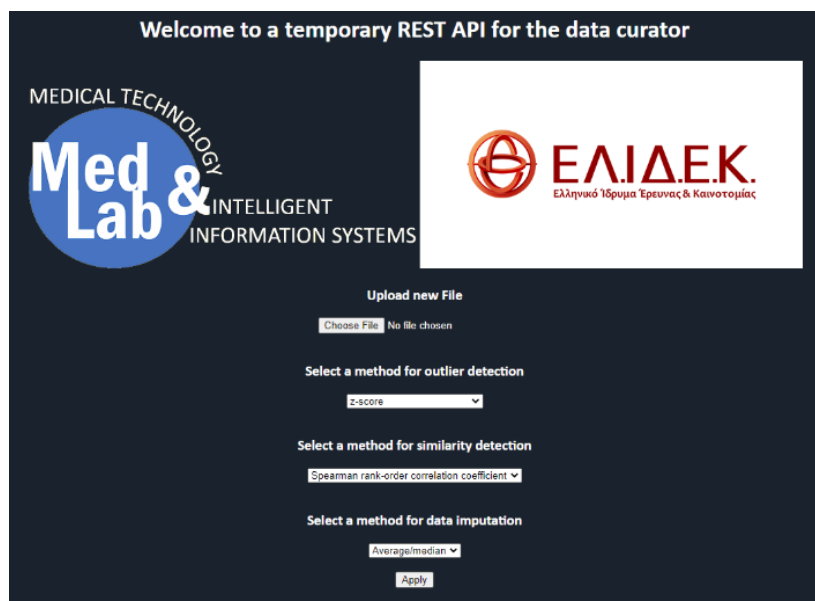 Welcome to a temporary REST API for the data curator
MEDICAL TECHNOLOGY
Med
Lab
&
INTELLIGENT
INFORMATION SYSTEMS
ΕΛ.ΙΔ.Ε.Κ.
Ελληνικό Ίδρυμα Έρευνας & Καινοτομίας
Upload new File
Choose File No file chosen
Select a method for outlier detection
z-score
Select a method for similarity detection
Spearman rank-order correlation coefficient
Select a method for data imputation
Average/median
Apply